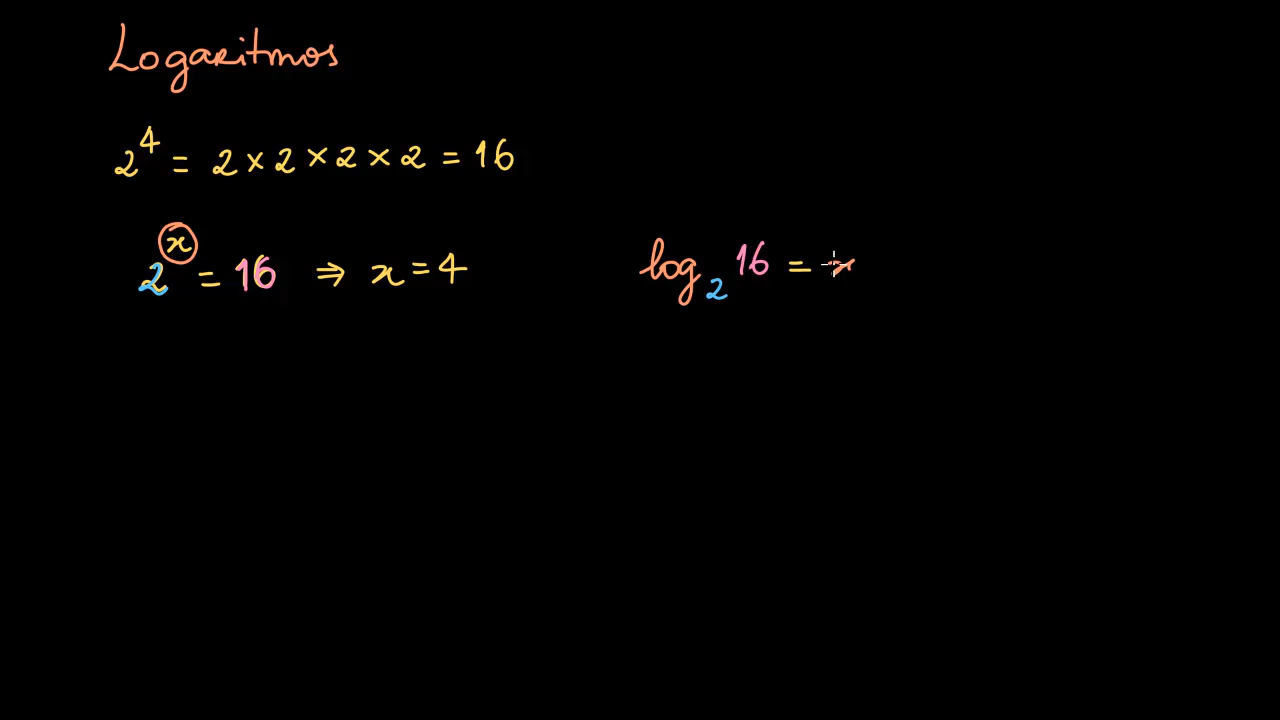 Logaritmos
2⁴ = 2 × 2 × 2 × 2 = 16
2ˣ = 16 ⇒ x = 4 log₂ 16 = x